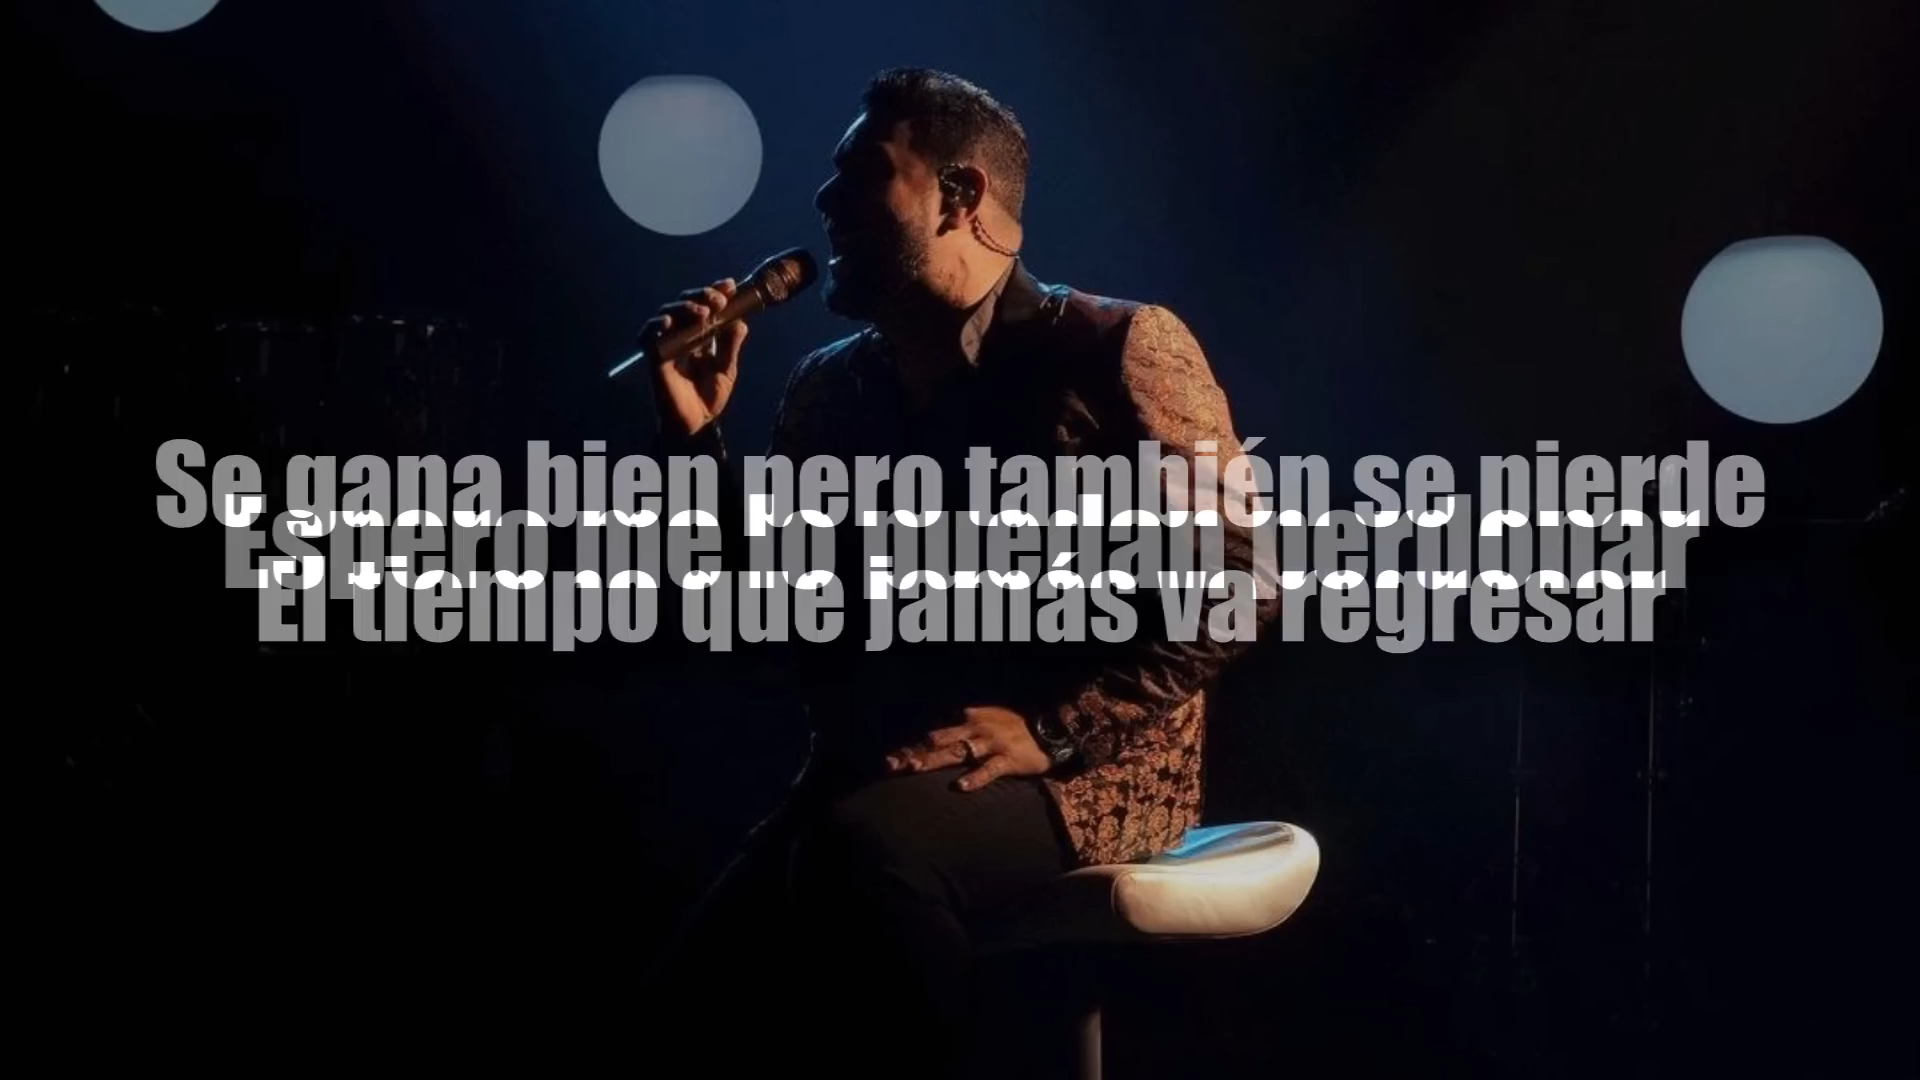 Se gana bien pero también se pierde
Espero me lo puedan perdonar
El tiempo que jamás va regresar